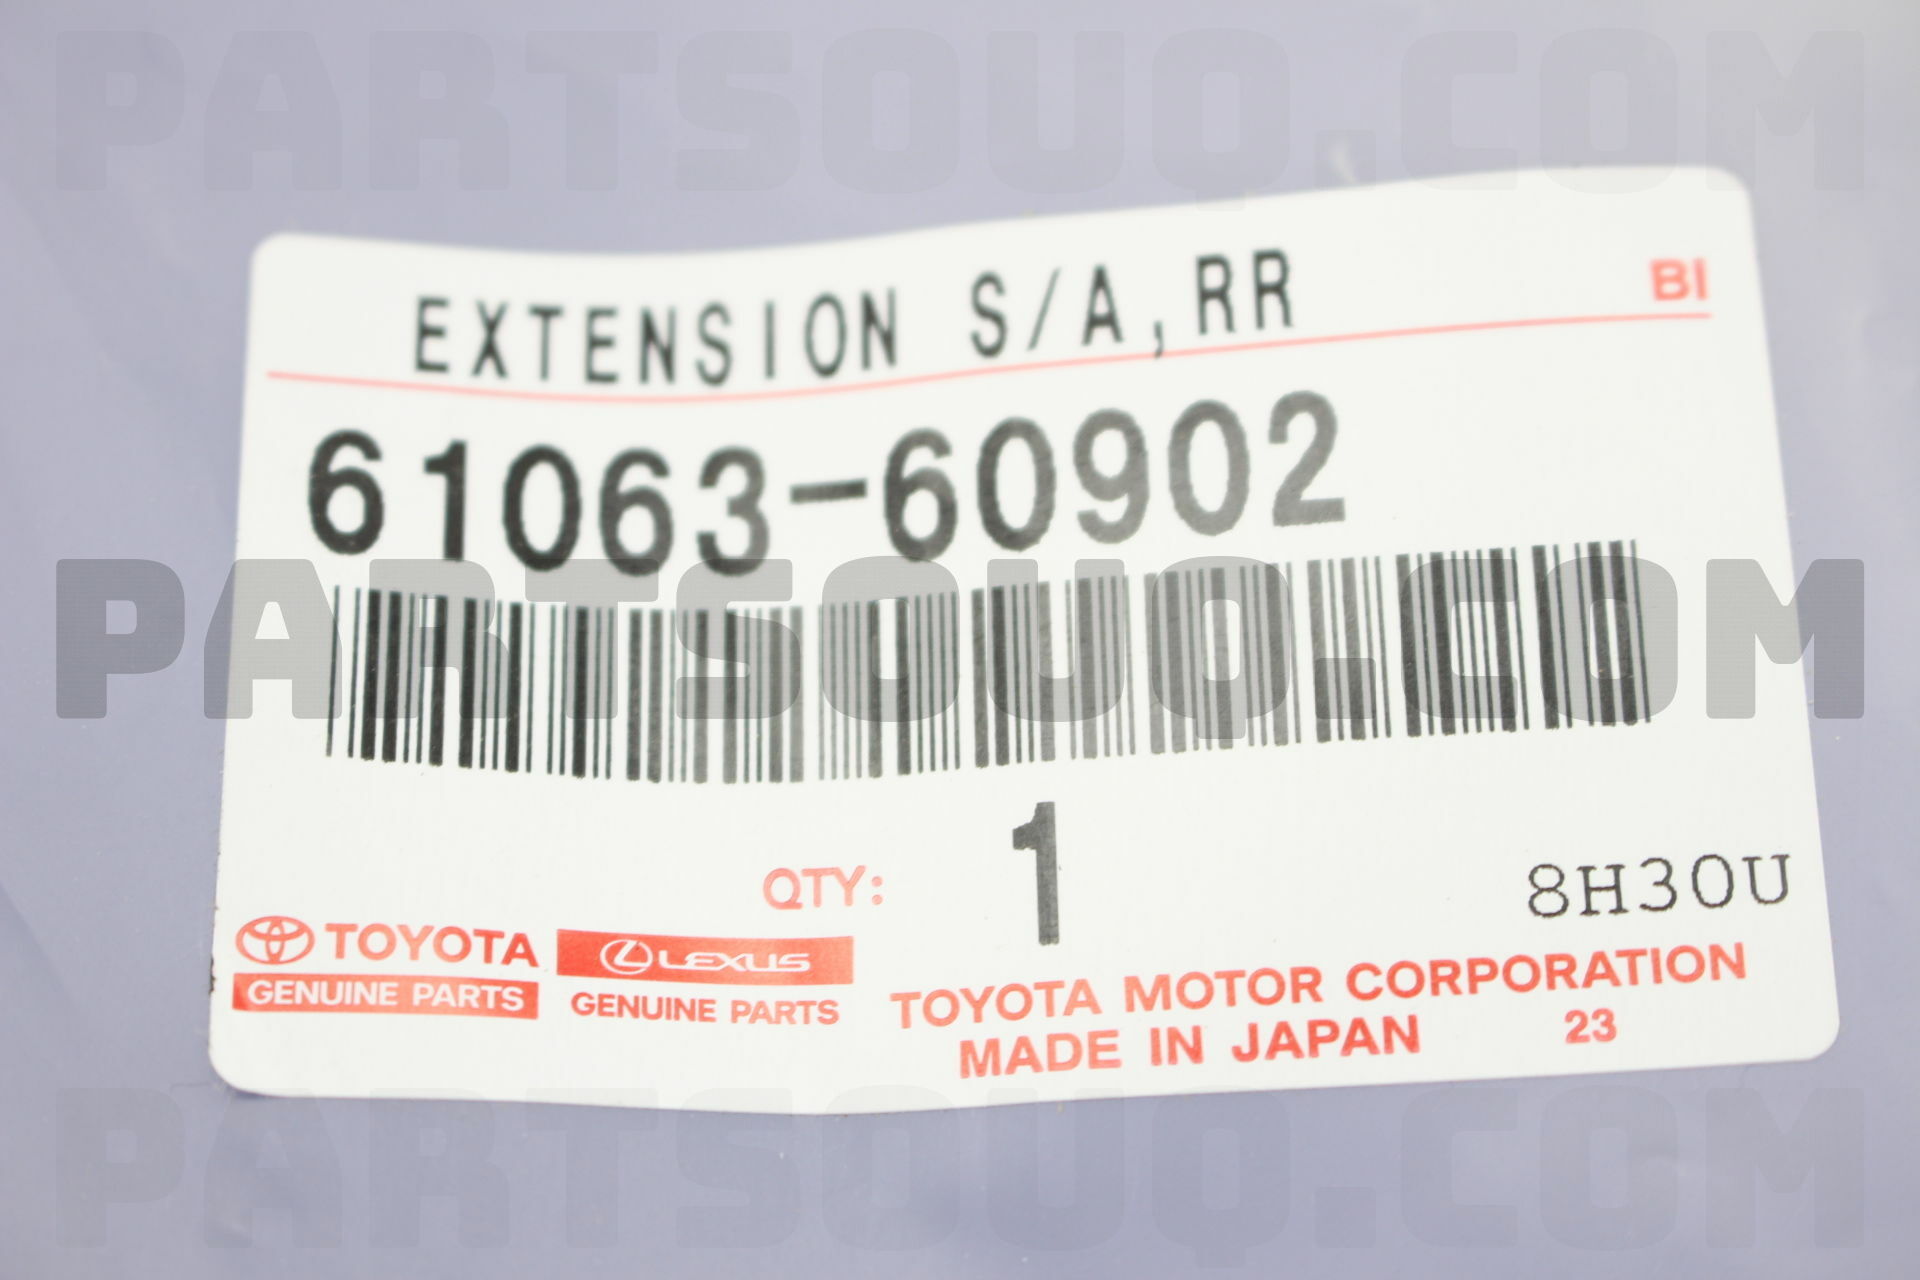 PARTSOUQ.COM
EXTENSION S/A,RR
BI
61063-60902
PARTSOUQ.COM
QTY: 1
8H30U
TOYOTA
GENUINE PARTS
LEXUS
GENUINE PARTS
TOYOTA MOTOR CORPORATION
MADE IN JAPAN 23
PARTSOUQ.COM